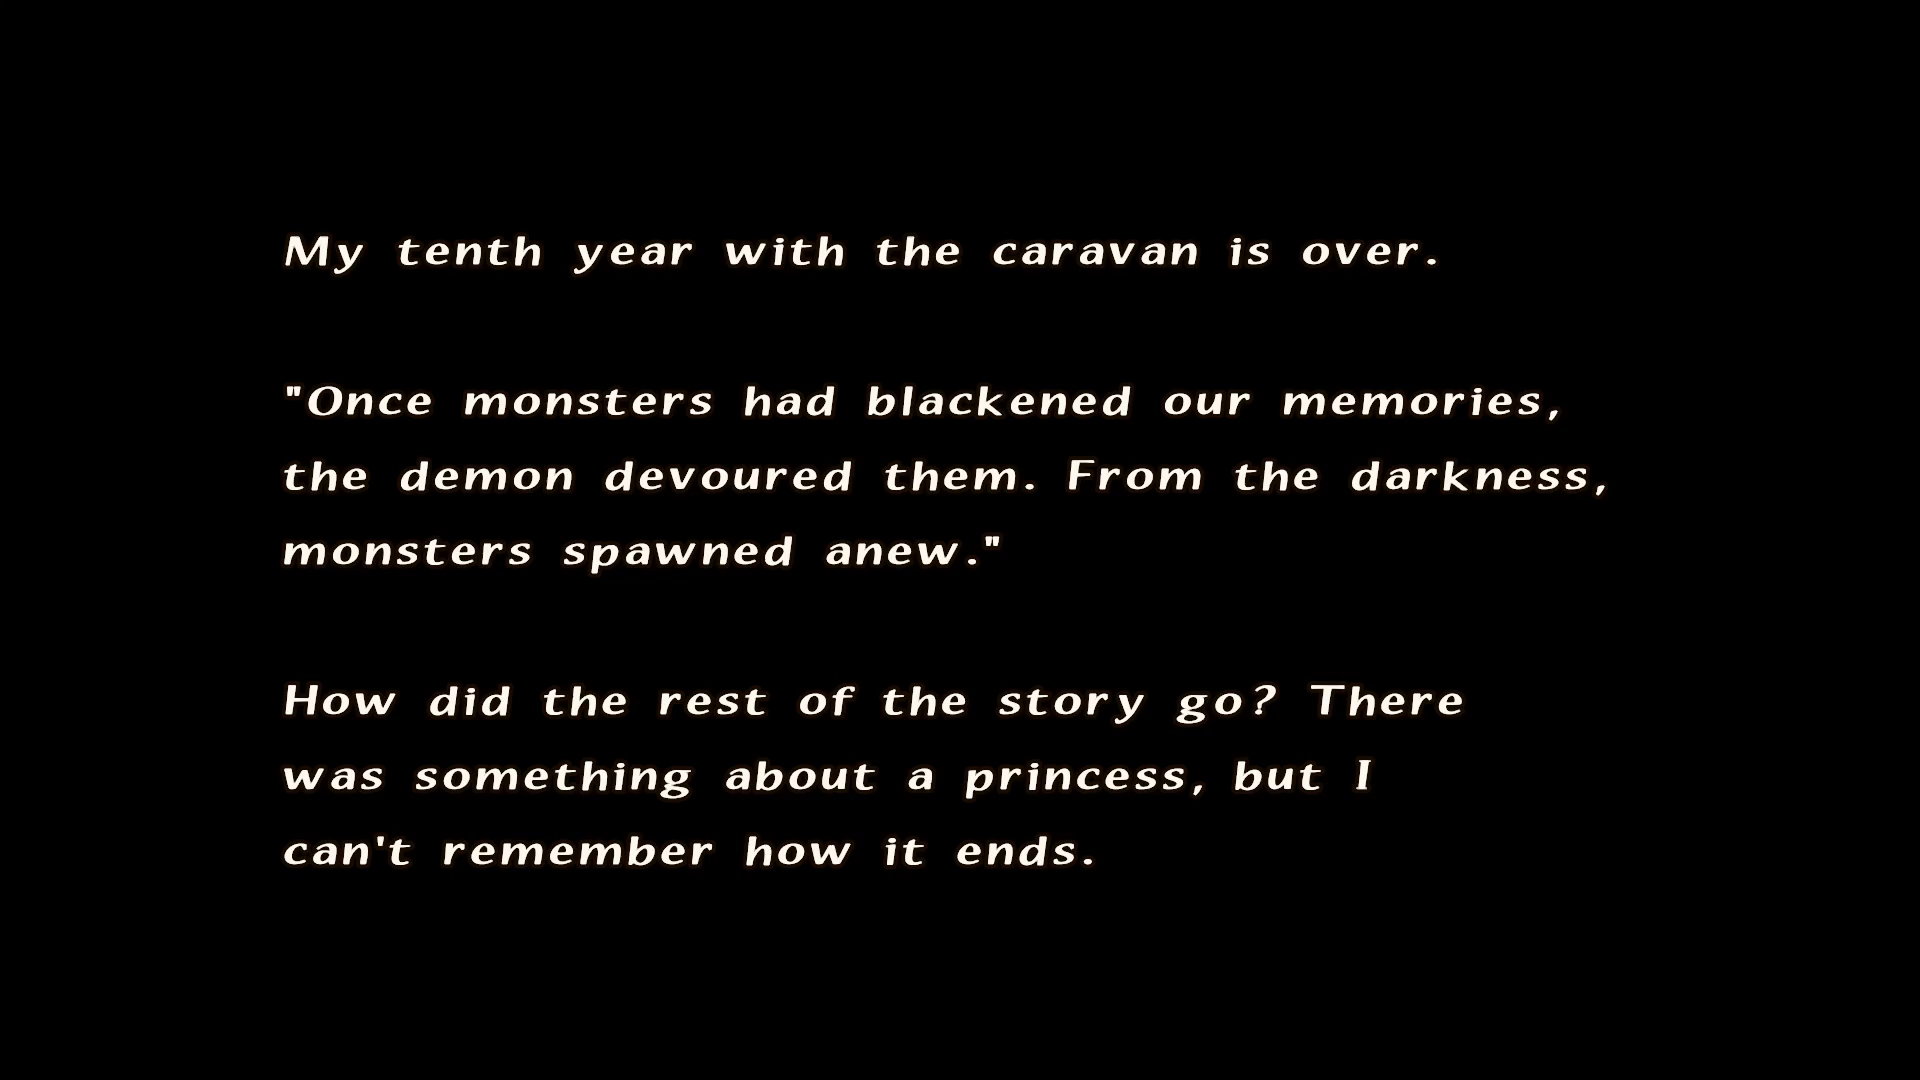 My tenth year with the caravan is over.
"Once monsters had blackened our memories,
the demon devoured them. From the darkness,
monsters spawned anew."
How did the rest of the story go? There
was something about a princess, but I
can't remember how it ends.